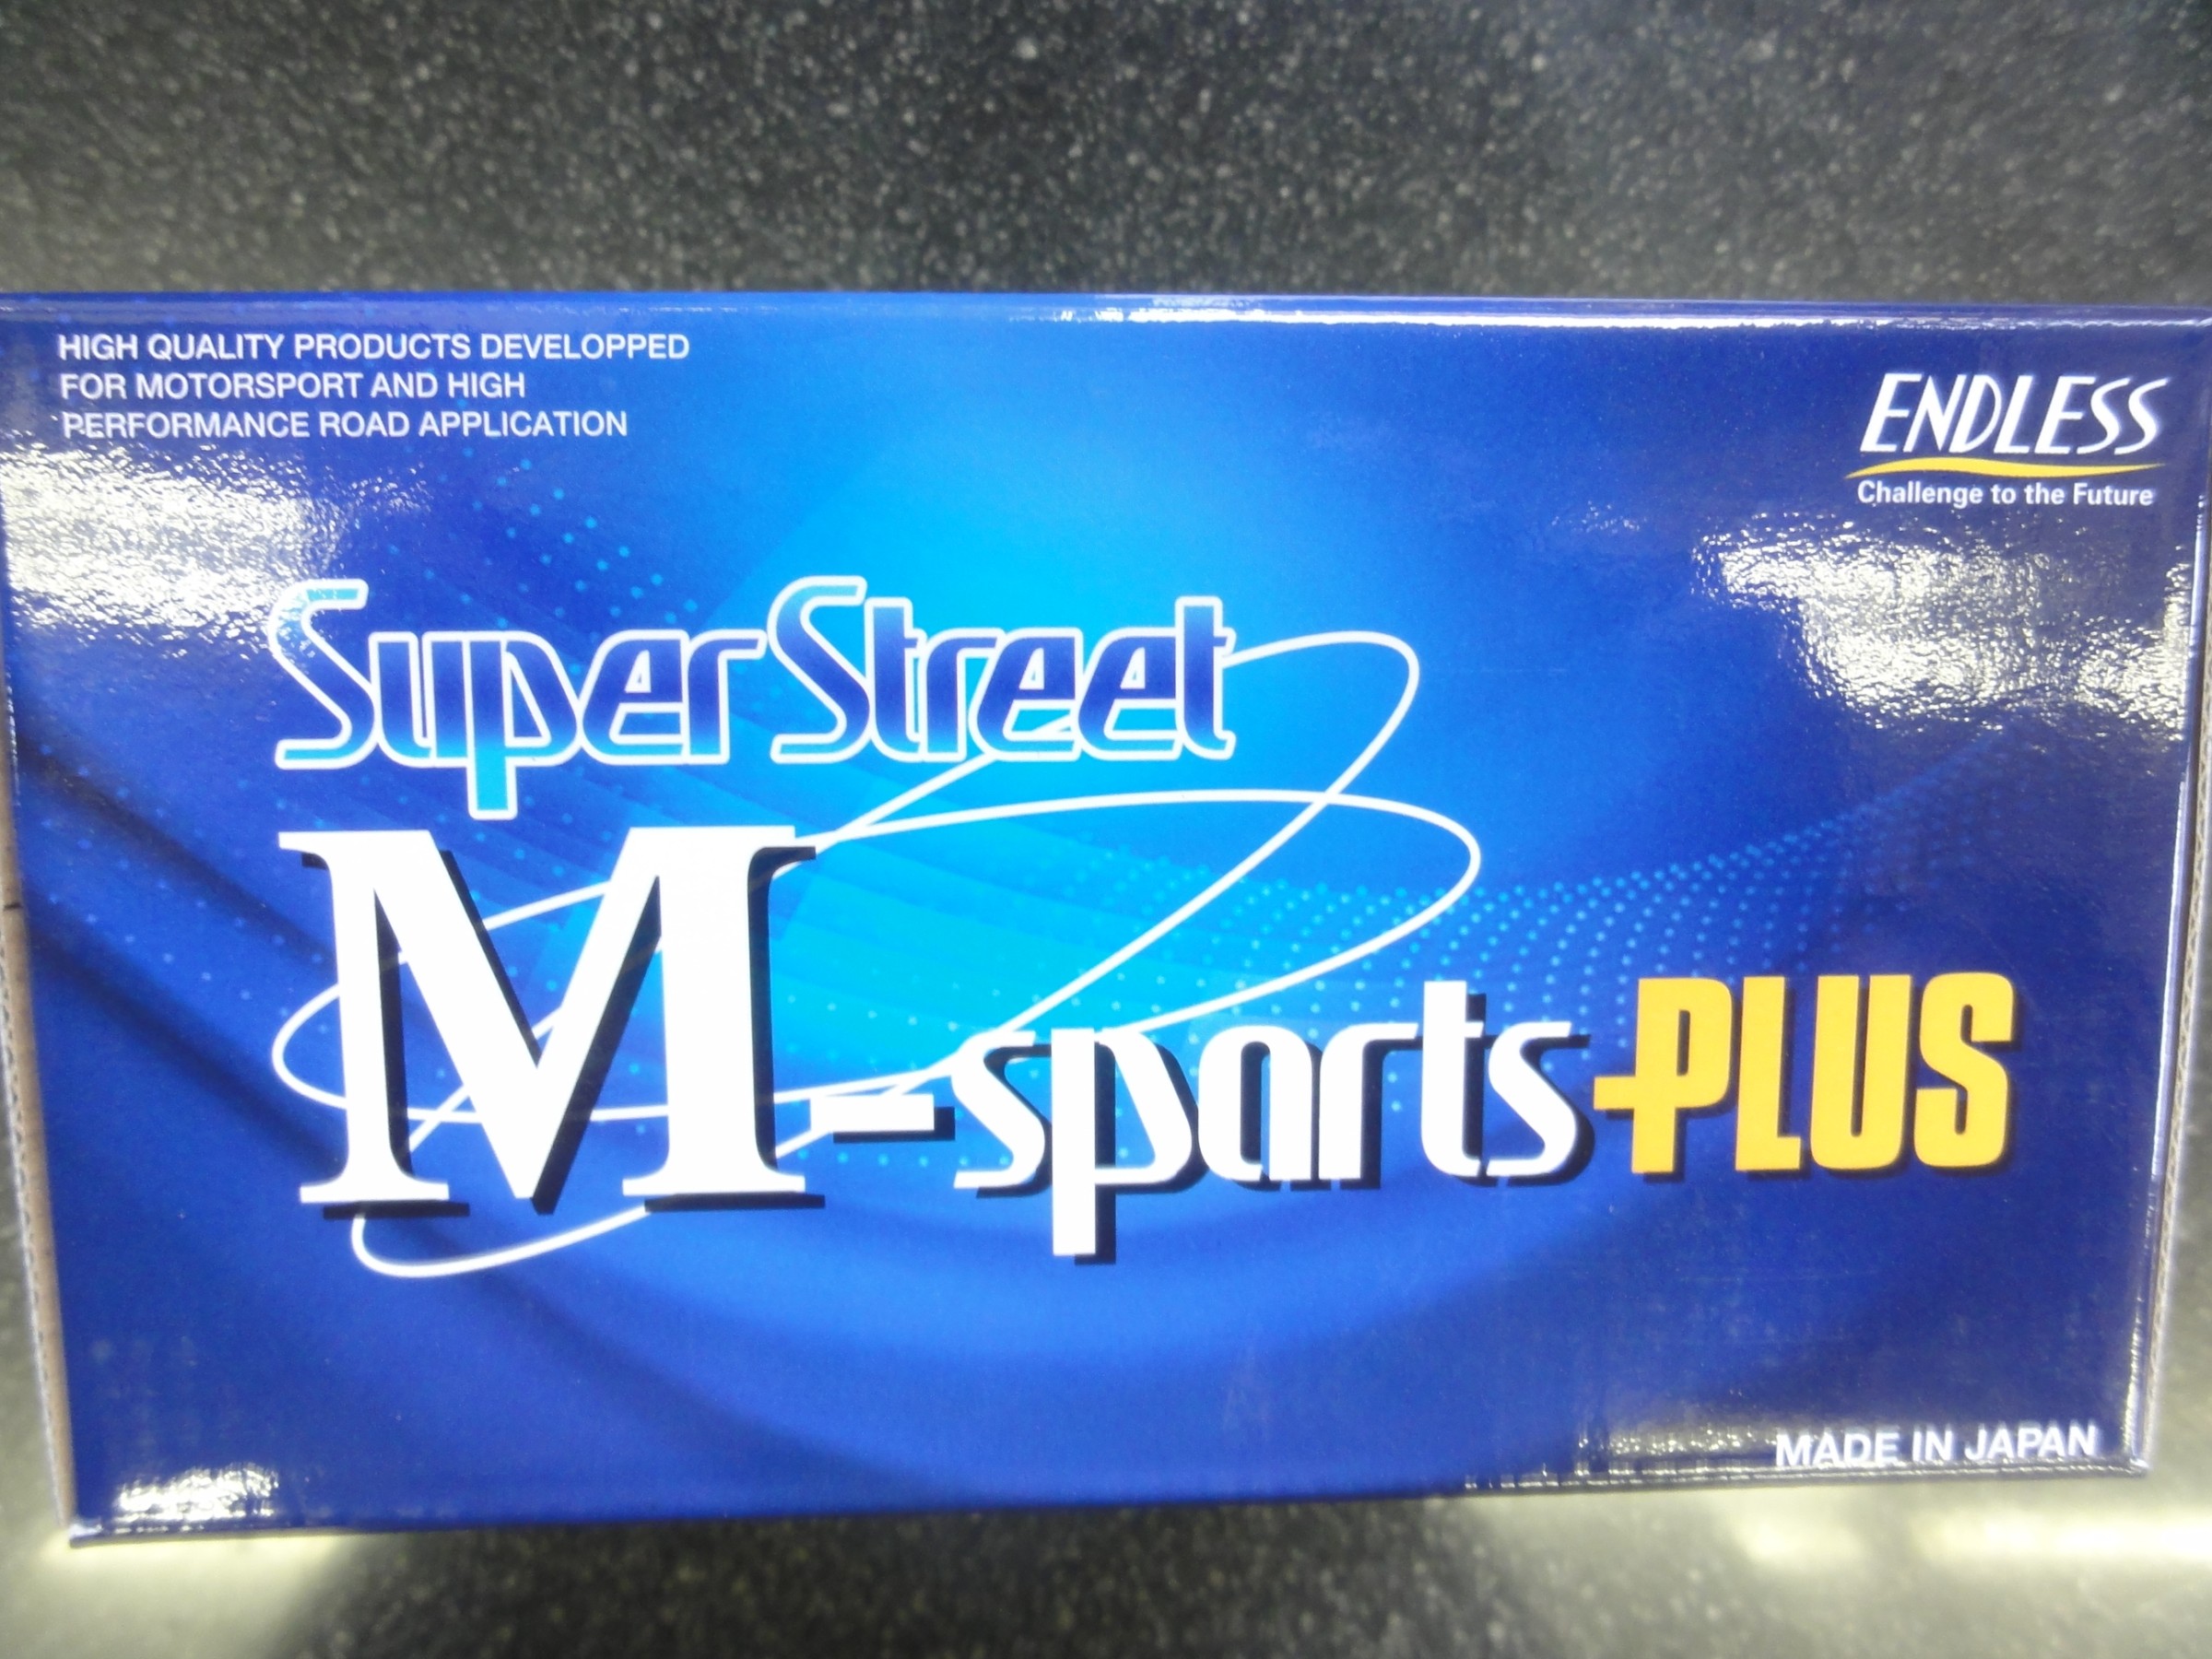 HIGH QUALITY PRODUCTS DEVELOPPED
FOR MOTORSPORT AND HIGH
PERFORMANCE ROAD APPLICATION
ENDLESS
Challenge to the Future
Super Street
M-sports PLUS
MADE IN JAPAN